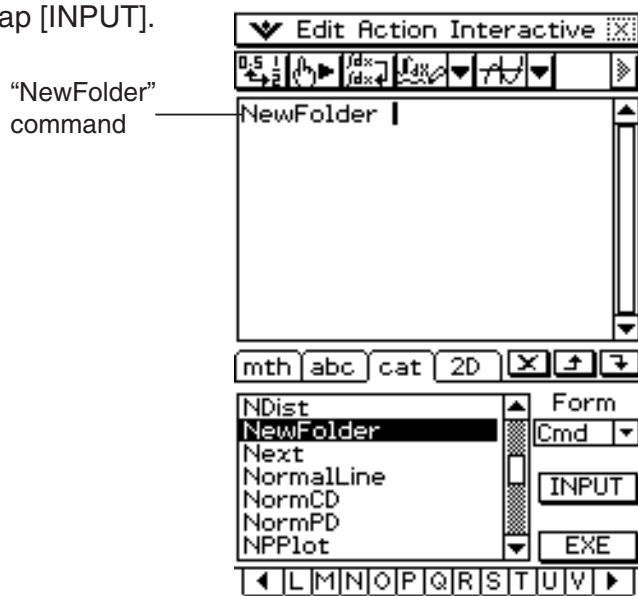 ap [INPUT].
"NewFolder"
command
Edit Action Interactive
NewFolder
mth abc cat 2D
NDist
NewFolder
Next
NormalLine
NormCD
NormPD
NPPlot
Form
Cmd
INPUT
EXE
L M N O P Q R S T U V